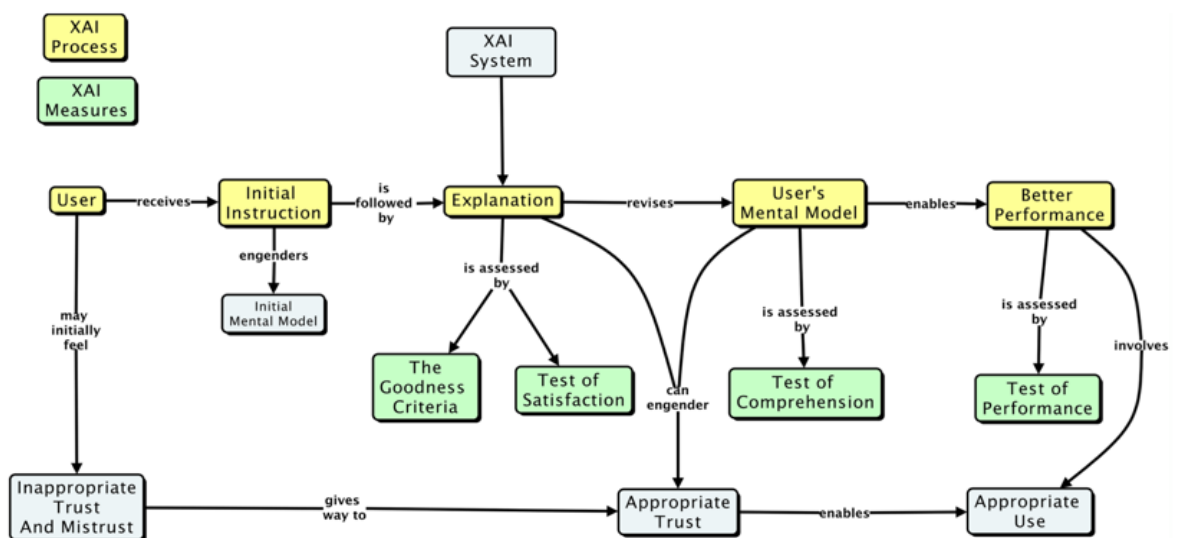 XAI
Process
XAI
Measures
XAI
System
User
receives
Initial
Instruction
is
followed
by
Explanation
revises
User's
Mental Model
enables
Better
Performance
engenders
Initial
Mental Model
may
initially
feel
is assessed
by
The
Goodness
Criteria
Test of
Satisfaction
can
engender
is assessed
by
Test of
Comprehension
is assessed
by
Test of
Performance
involves
Inappropriate
Trust
And Mistrust
gives
way to
Appropriate
Trust
enables
Appropriate
Use